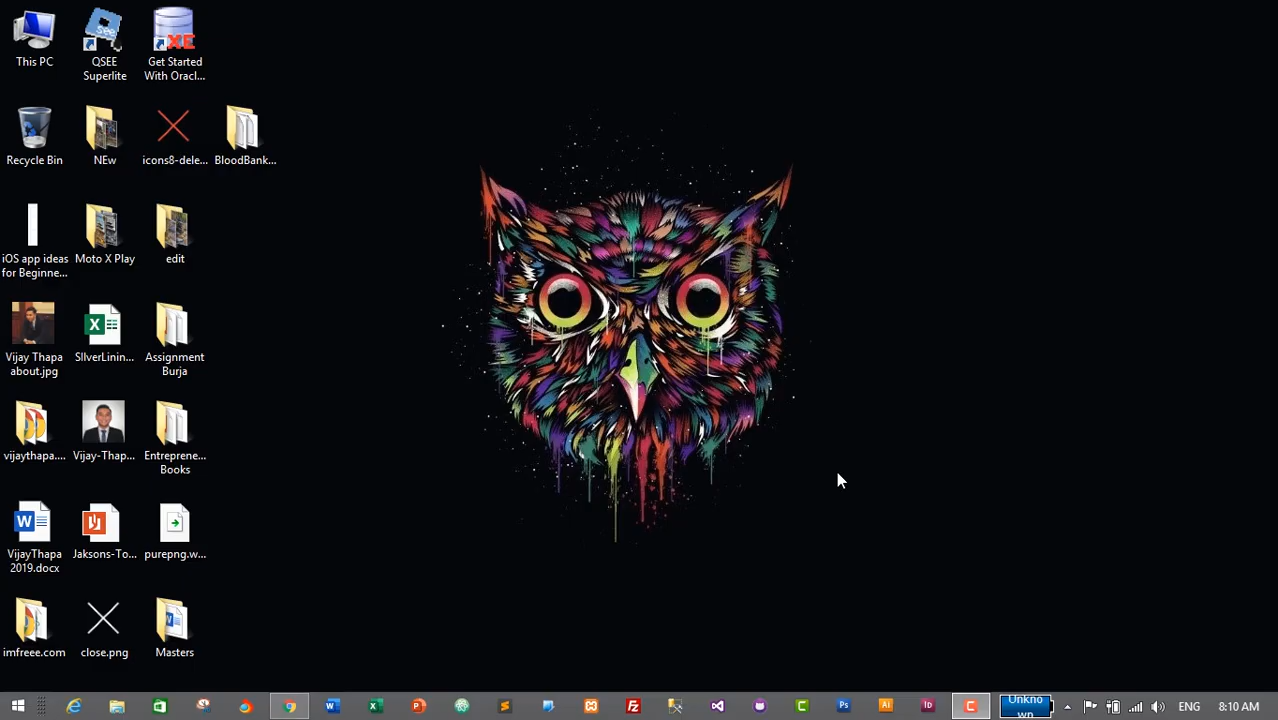 This PC
QSEE
Superlite
Get Started
With Oracl...
Recycle Bin
NEw
icons8-dele...
BloodBank...
iOS app ideas
for Beginne...
Moto X Play
edit
Vijay Thapa
about.jpg
SIlverLinin...
Assignment
Burja
vijaythapa....
Vijay-Thap...
Entreprene...
Books
VijayThapa
2019.docx
Jaksons-To...
purepng.w...
imfreee.com
close.png
Masters
Unkno
wn
ENG
8:10 AM